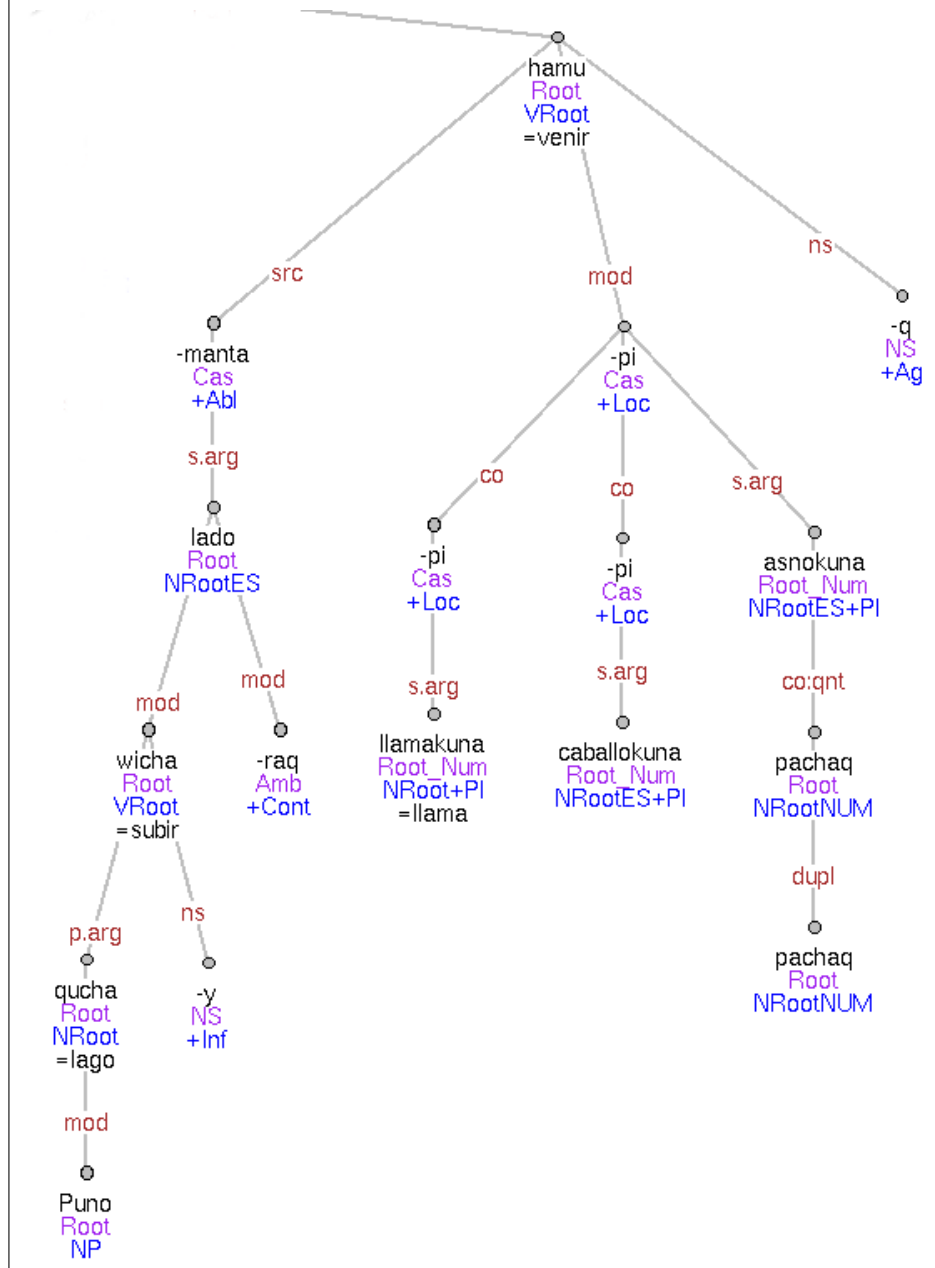 hamu
Root
VRoot
=venir
src
mod
ns
-manta
Cas
+Abl
-pi
Cas
+Loc
-q
NS
+Ag
s.arg
co
co
s.arg
lado
Root
NRootES
-pi
Cas
+Loc
-pi
Cas
+Loc
asnokuna
Root_Num
NRootES+Pl
mod
mod
s.arg
s.arg
co:qnt
wicha
Root
VRoot
=subir
-raq
Amb
+Cont
llamakuna
Root_Num
NRoot+Pl
=llama
caballokuna
Root_Num
NRootES+Pl
pachaq
Root
NRootNUM
p.arg
ns
dupl
qucha
Root
NRoot
=lago
-y
NS
+Inf
pachaq
Root
NRootNUM
mod
Puno
Root
NP